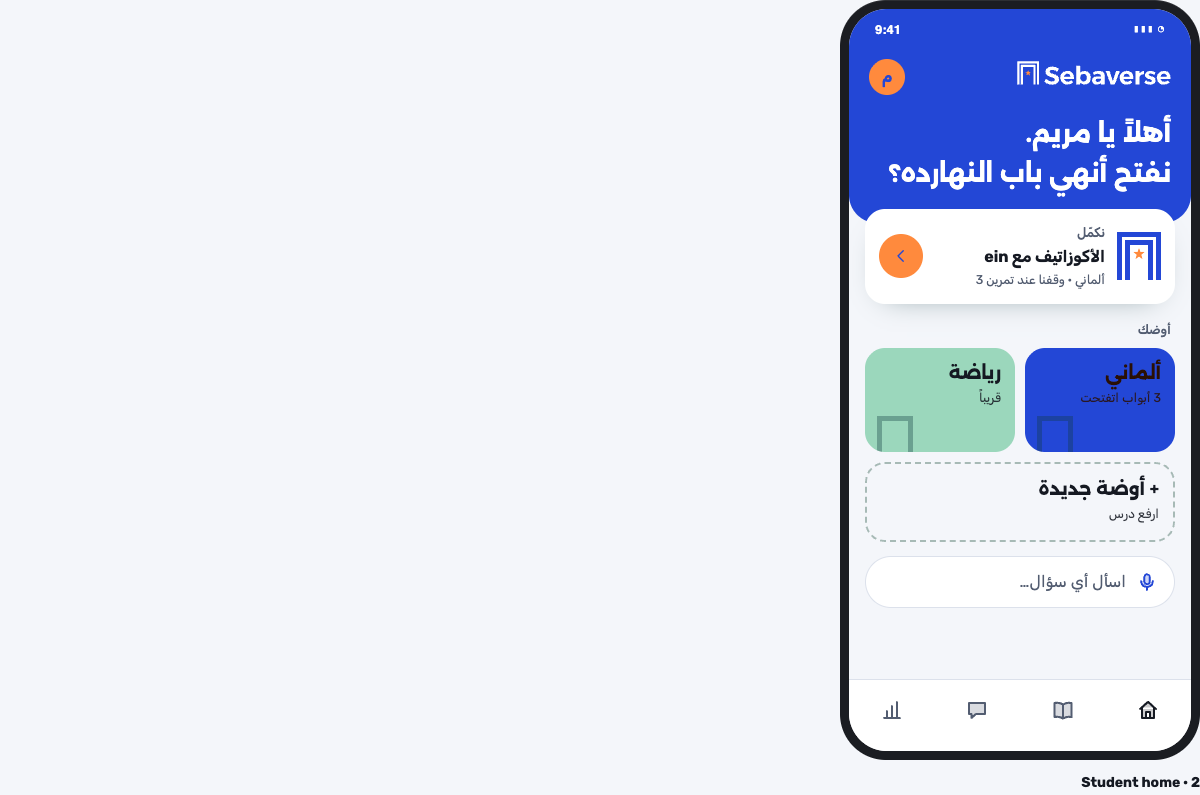 9:41
Sebaverse
م
أهلاً يا مريم.
نفتح أنهي باب النهارده؟
نكمّل
الأكوزاتيف مع ein
ألماني • وقفنا عند تمرين 3
أوضك
ألماني
3 أبواب اتفتحت
رياضة
قريباً
+ أوضة جديدة
ارفع درس
اسأل أي سؤال...
Student home • 2